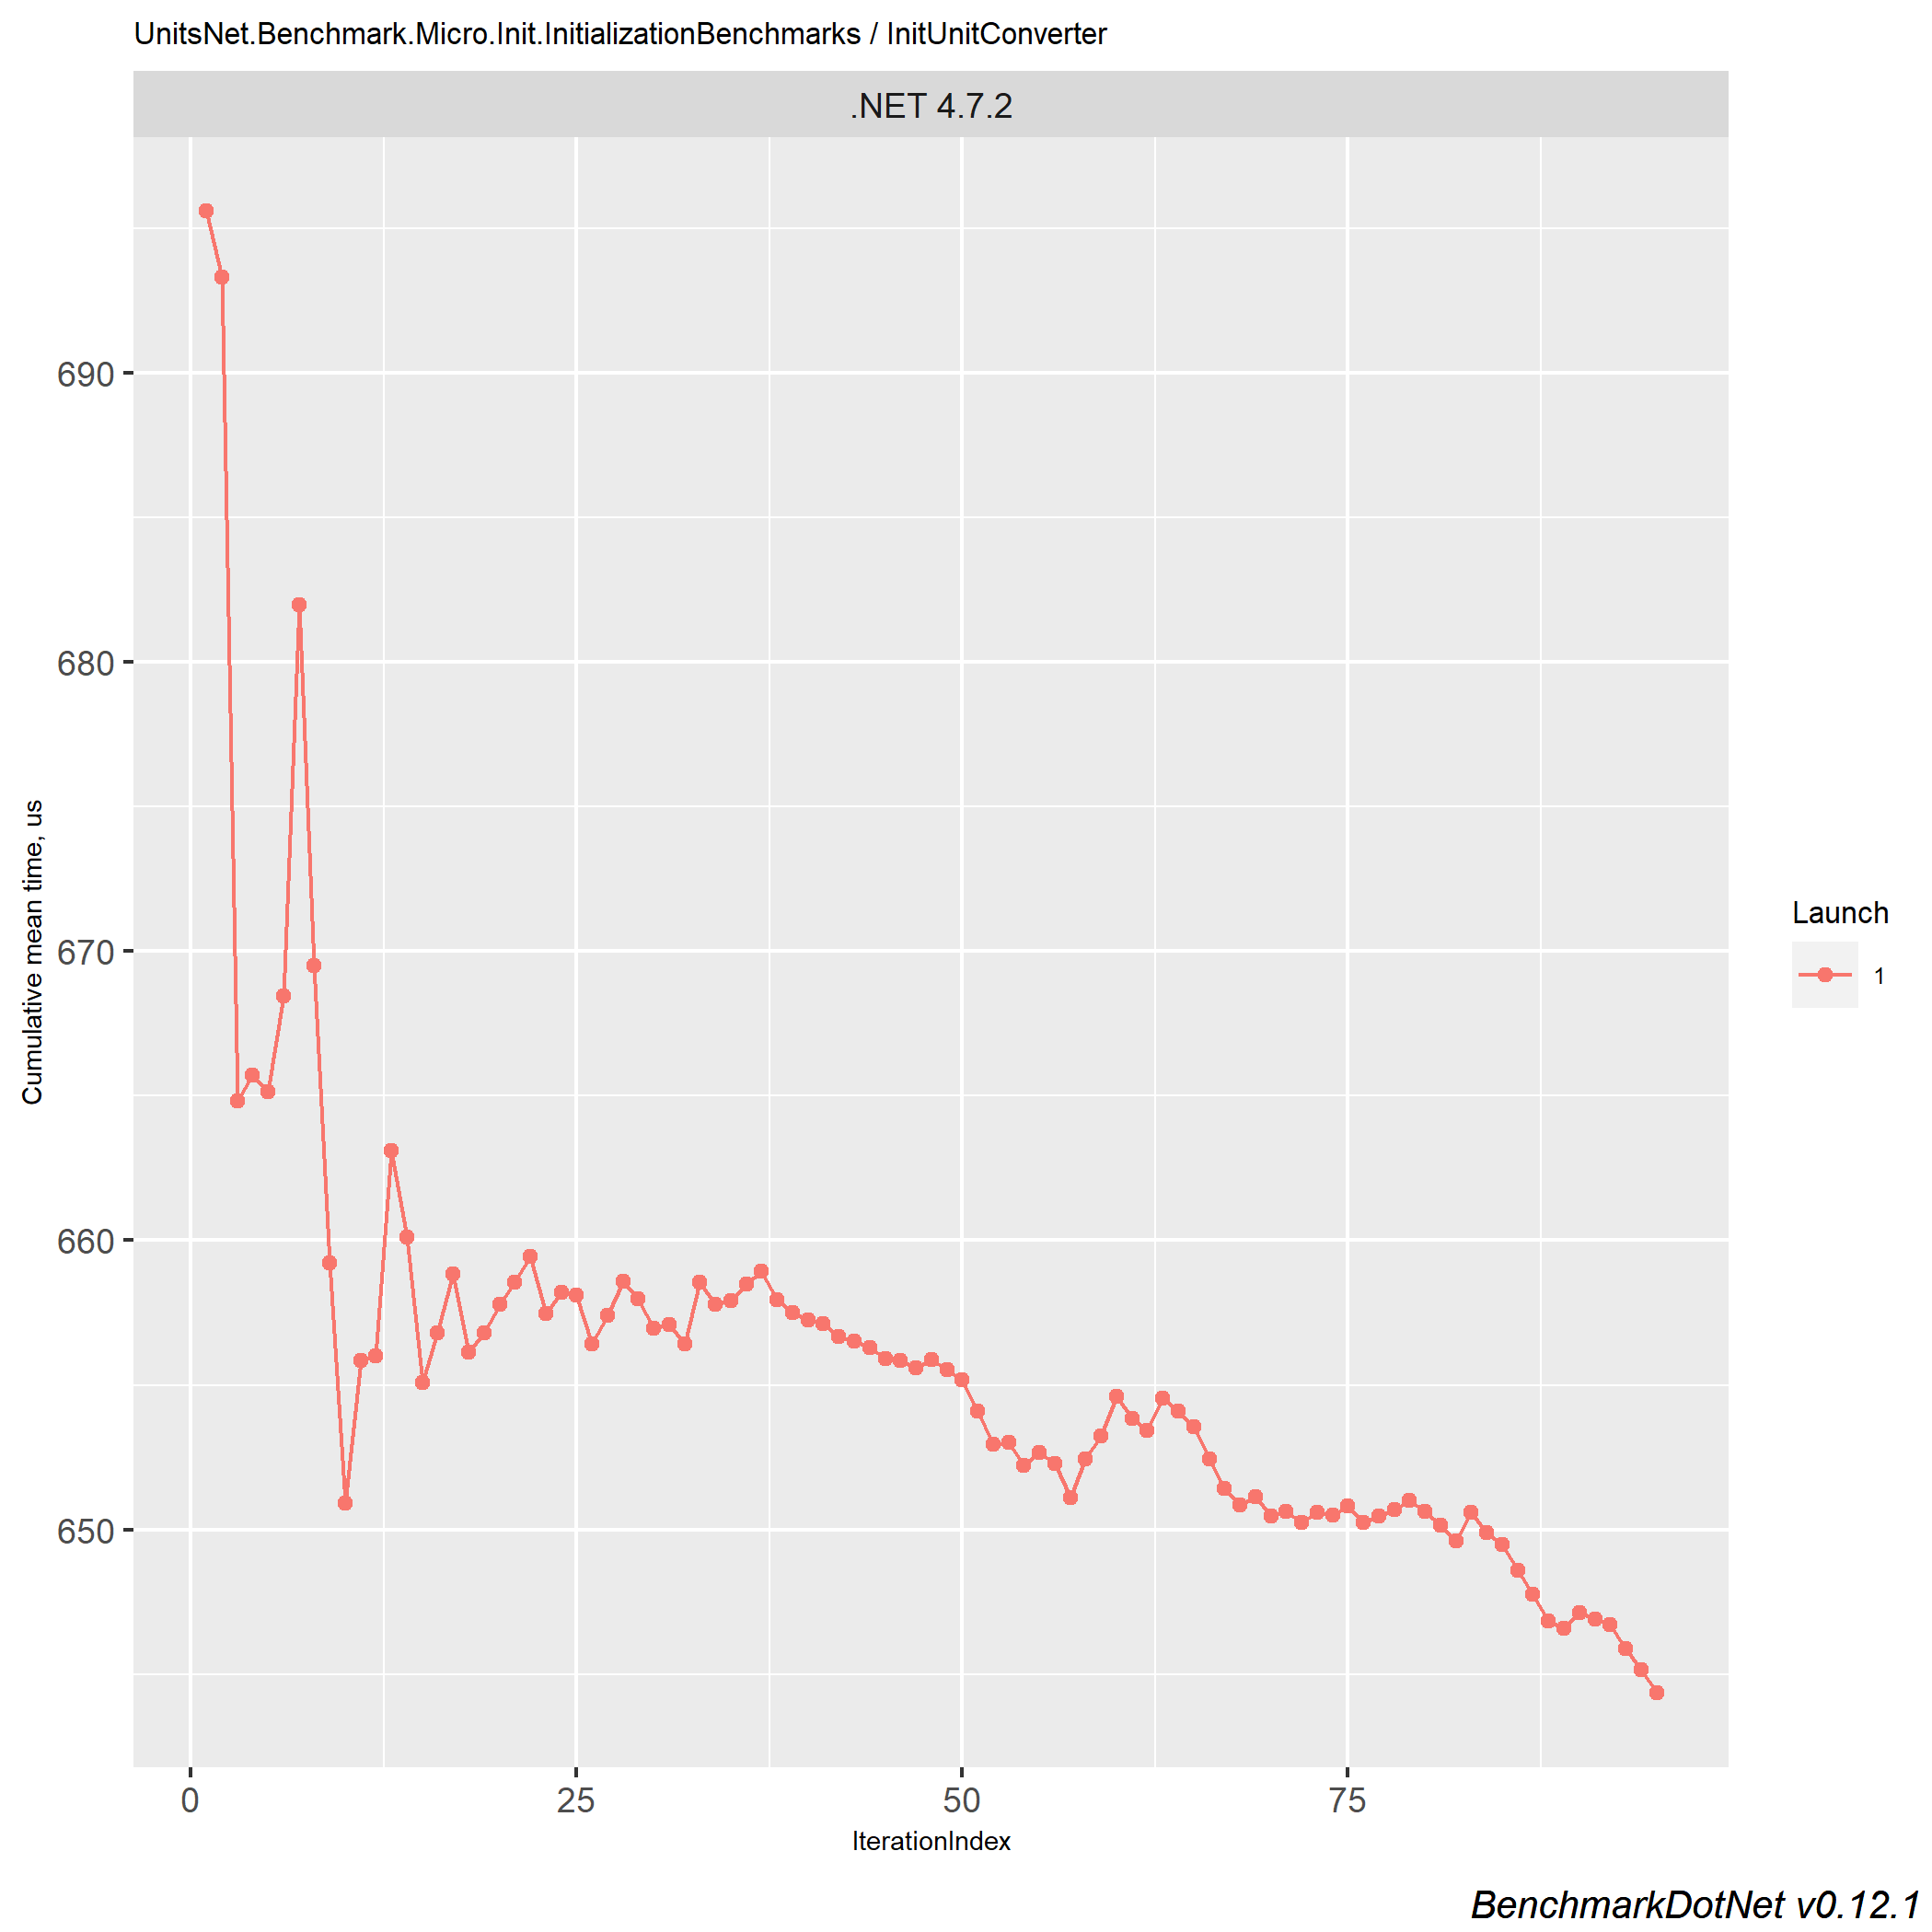 UnitsNet.Benchmark.Micro.Init.InitializationBenchmarks / InitUnitConverter
.NET 4.7.2
690
680
670
660
650
Cumulative mean time, us
0 25 50 75
IterationIndex
Launch
1
BenchmarkDotNet v0.12.1